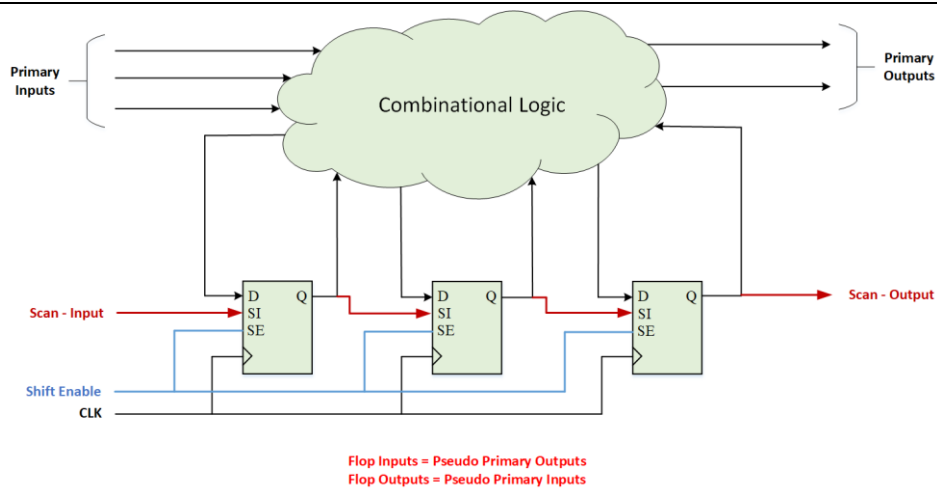 Primary
Inputs
Combinational Logic
Primary
Outputs
D Q
SI
SE
D Q
SI
SE
D Q
SI
SE
Scan - Input
Scan - Output
Shift Enable
CLK
Flop Inputs = Pseudo Primary Outputs
Flop Outputs = Pseudo Primary Inputs